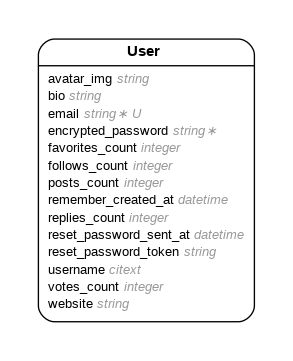 User
avatar_img string
bio string
email string∗ U
encrypted_password string∗
favorites_count integer
follows_count integer
posts_count integer
remember_created_at datetime
replies_count integer
reset_password_sent_at datetime
reset_password_token string
username citext
votes_count integer
website string